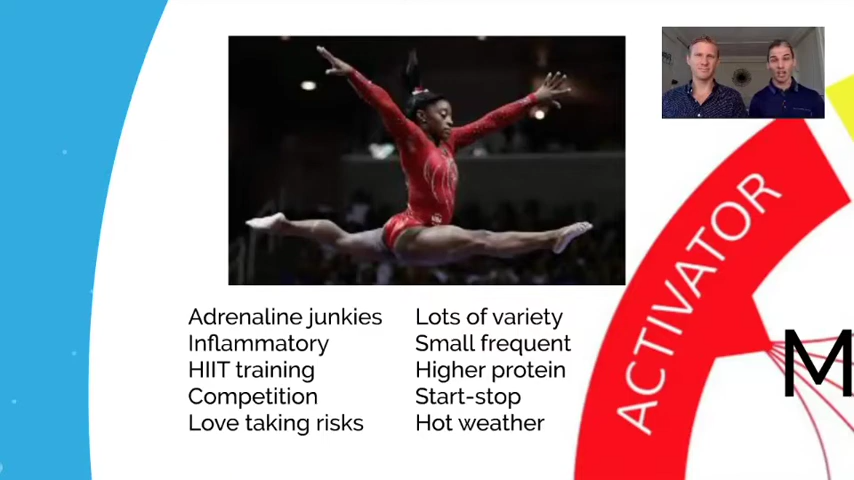 Adrenaline junkies
Inflammatory
HIIT training
Competition
Love taking risks
Lots of variety
Small frequent
Higher protein
Start-stop
Hot weather
ACTIVATOR
M